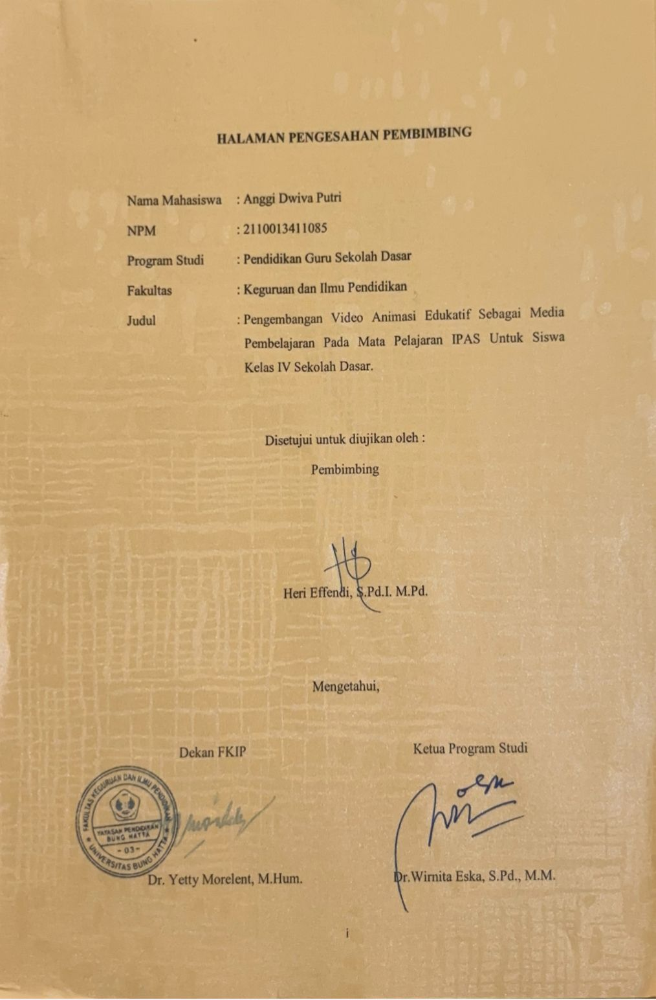 HALAMAN PENGESAHAN PEMBIMBING
Nama Mahasiswa : Anggi Dwiva Putri
NPM : 2110013411085
Program Studi : Pendidikan Guru Sekolah Dasar
Fakultas : Keguruan dan Ilmu Pendidikan
Judul : Pengembangan Video Animasi Edukatif Sebagai Media
Pembelajaran Pada Mata Pelajaran IPAS Untuk Siswa
Kelas IV Sekolah Dasar.
Disetujui untuk diujikan oleh :
Pembimbing
Heri Effendi, S.Pd.I. M.Pd.
Mengetahui,
Dekan FKIP
Ketua Program Studi
FAKULTAS KEGURUAN DAN ILMU PENDIDIKAN
YAYASAN PENDIDIKAN
BUNG HATTA
- 03 -
UNIVERSITAS BUNG HATTA
Dr. Yetty Morelent, M.Hum.
Dr.Wirnita Eska, S.Pd., M.M.
i